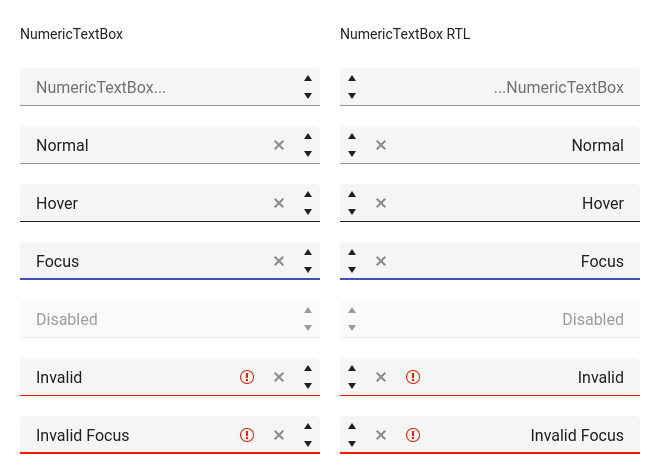 NumericTextBox
NumericTextBox RTL
NumericTextBox...
...NumericTextBox
Normal
Normal
Hover
Hover
Focus
Focus
Disabled
Disabled
Invalid
Invalid
Invalid Focus
Invalid Focus